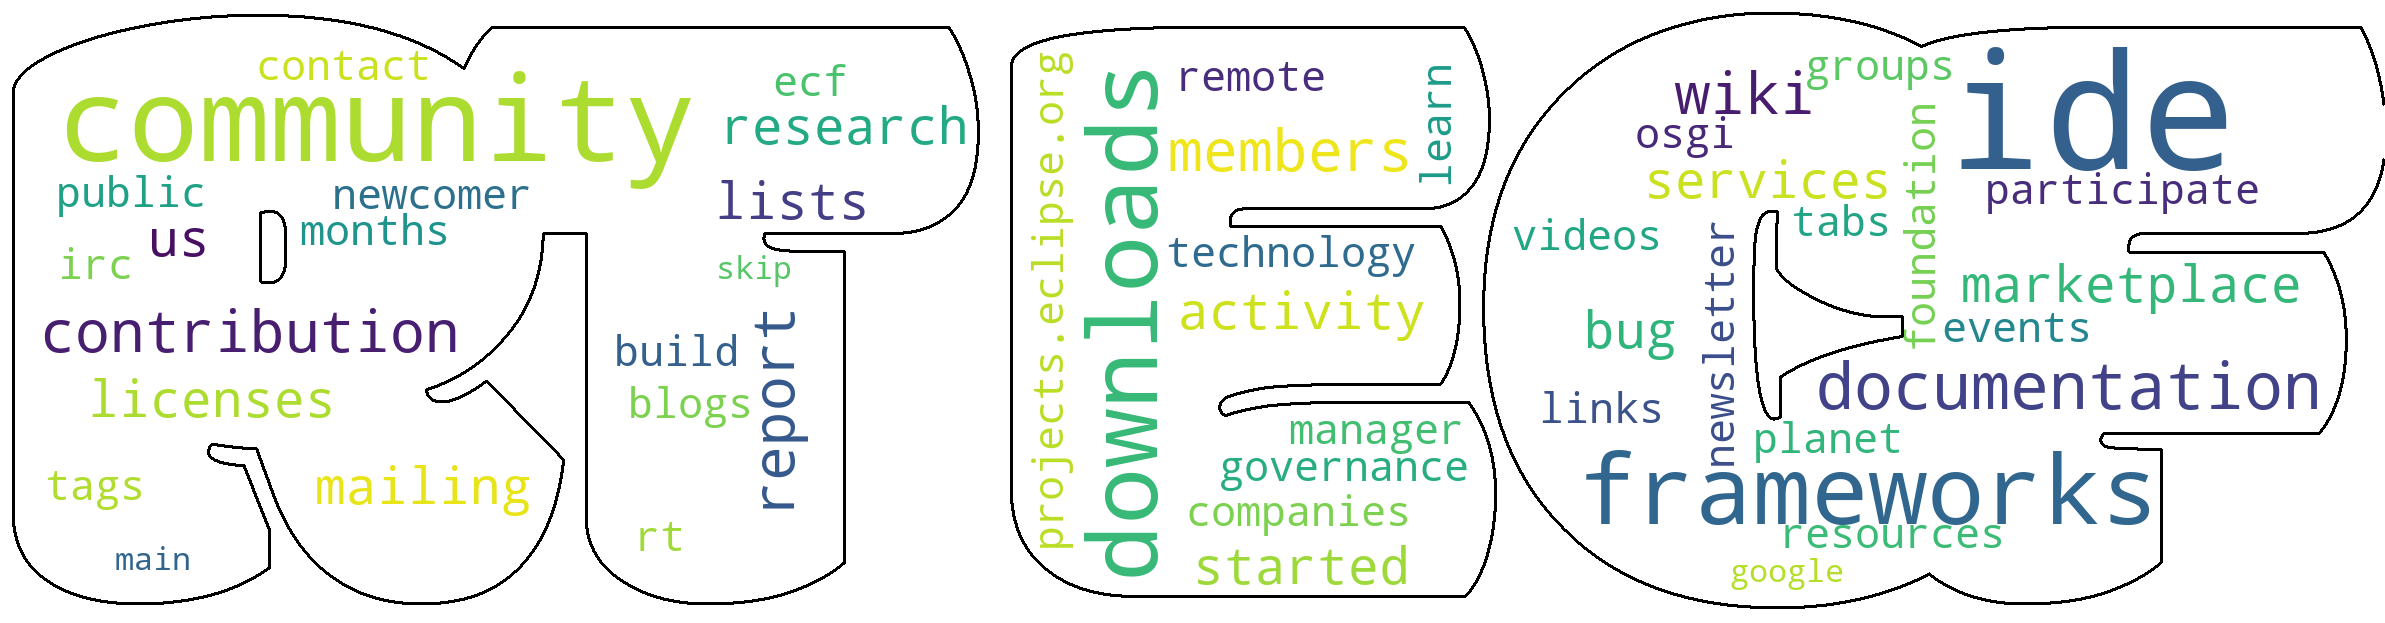 contact
community
ecf
research
public
newcomer
lists
us
months
irc
skip
contribution
build
report
licenses
blogs
tags
mailing
rt
main
projects.eclipse.org
downloads
remote
learn
members
technology
activity
manager
governance
companies
started
ide
groups
wiki
osgi
services
participate
foundation
videos
tabs
newsletter
marketplace
bug
events
documentation
links
planet
frameworks
resources
google